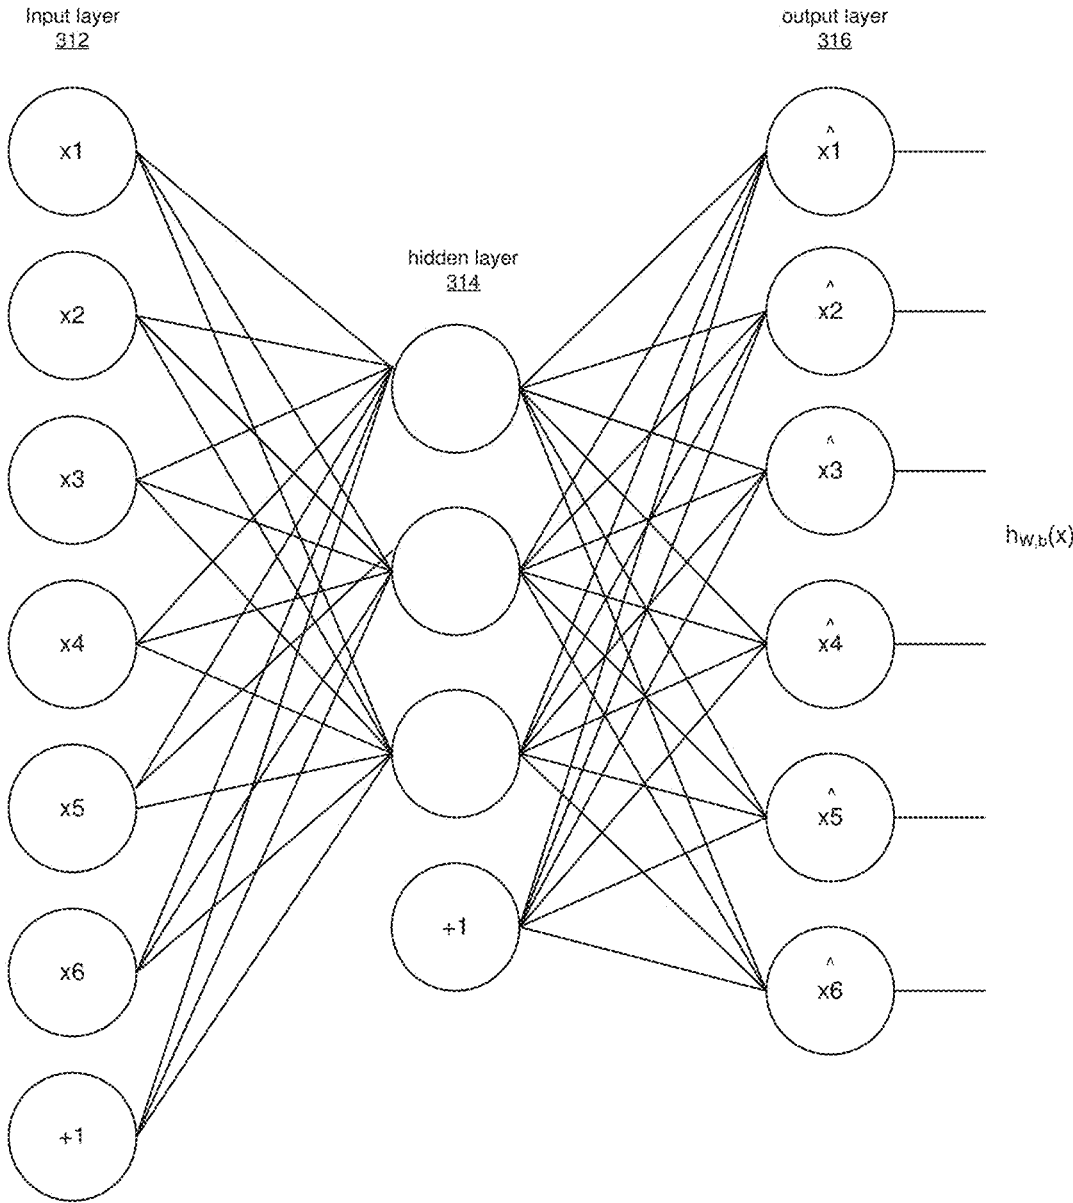 Input layer
312
x1
x2
x3
x4
x5
x6
+1
hidden layer
314
+1
output layer
316
x̂1
x̂2
x̂3
x̂4
x̂5
x̂6
hW,b(x)